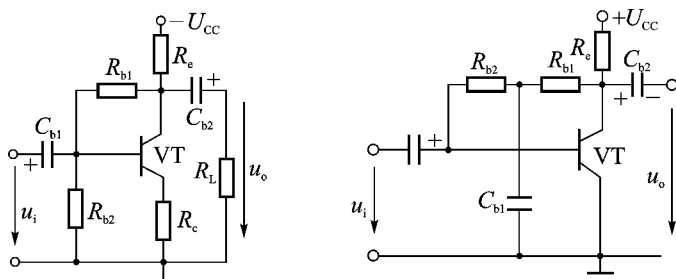 −U_CC
R_e
R_b1
+
C_b1
C_b2
+
VT
R_L
u_o
u_i
R_b2
R_c
+U_CC
R_e
C_b2
R_b2
R_b1
+ −
+
VT
u_i
C_b1
u_o